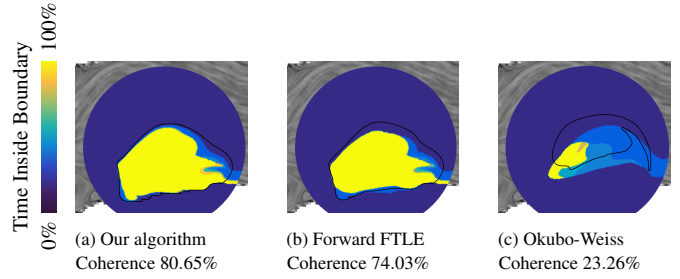 100%
Time Inside Boundary
0%
(a) Our algorithm
Coherence 80.65%
(b) Forward FTLE
Coherence 74.03%
(c) Okubo-Weiss
Coherence 23.26%